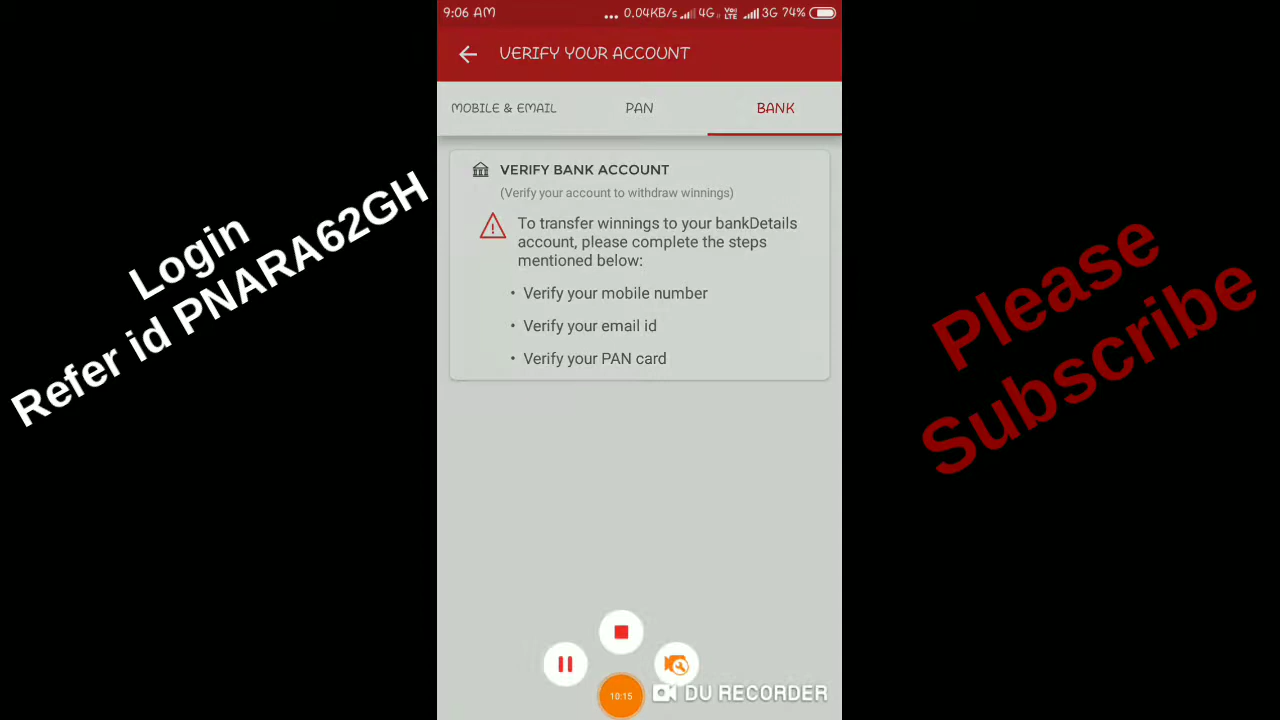 9:06 AM ... 0.04KB/s 4G VoLTE 3G 74%
VERIFY YOUR ACCOUNT
MOBILE & EMAIL PAN BANK
VERIFY BANK ACCOUNT
(Verify your account to withdraw winnings)
To transfer winnings to your bankDetails
account, please complete the steps
mentioned below:
• Verify your mobile number
• Verify your email id
• Verify your PAN card
Login
Refer id PNARA62GH
Please
Subscribe
10:15
DU RECORDER